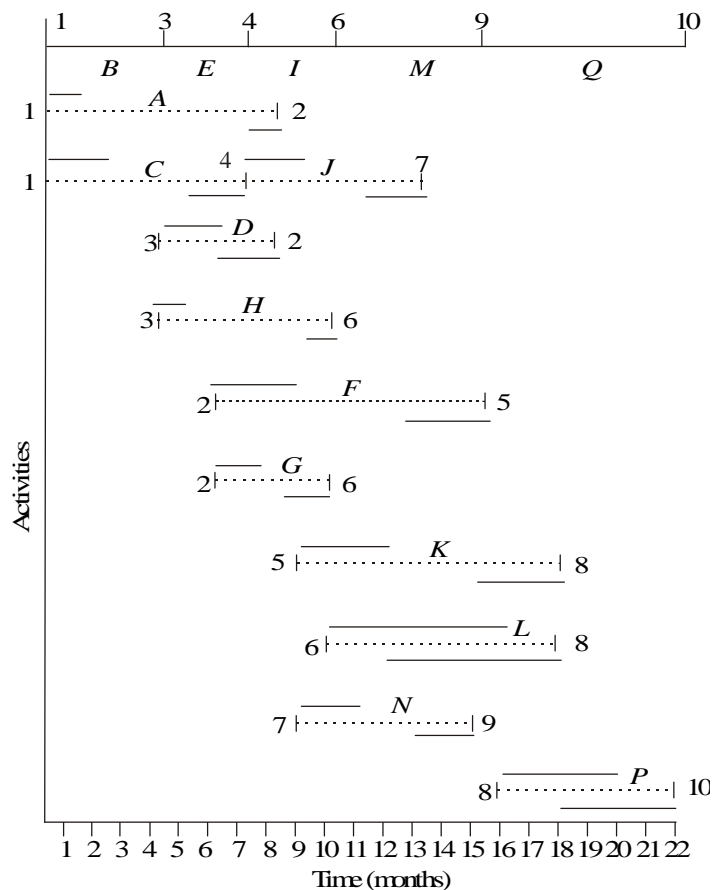 1 3 4 6 9 10
B E I M Q
1 A 2
1 C 4 J 7
3 D 2
3 H 6
2 F 5
2 G 6
5 K 8
6 L 8
7 N 9
8 P 10
Activities
1 2 3 4 5 6 7 8 9 10 11 12 13 14 15 16 17 18 19 20 21 22
Time (months)